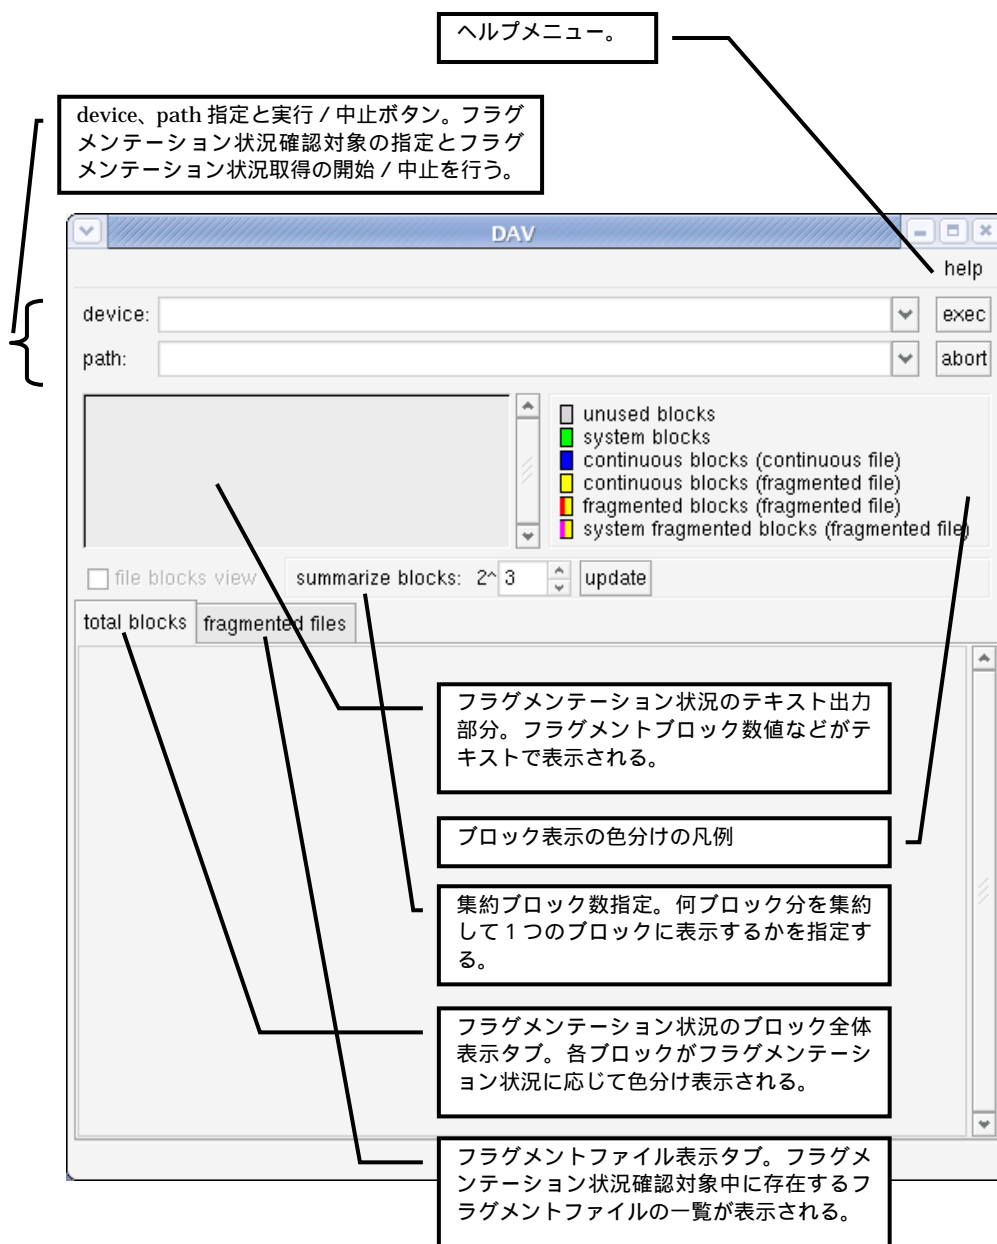 ヘルプメニュー。
device、path 指定と実行 / 中止ボタン。フラグ
メンテーション状況確認対象の指定とフラグ
メンテーション状況取得の開始 / 中止を行う。
DAV
help
device:
exec
path:
abort
unused blocks
system blocks
continuous blocks (continuous file)
continuous blocks (fragmented file)
fragmented blocks (fragmented file)
system fragmented blocks (fragmented file)
file blocks view
summarize blocks: 2^ 3
update
total blocks
fragmented files
フラグメンテーション状況のテキスト出力
部分。フラグメントブロック数値などがテ
キストで表示される。
ブロック表示の色分けの凡例
集約ブロック数指定。何ブロック分を集約
して 1 つのブロックに表示するかを指定す
る。
フラグメンテーション状況のブロック全体
表示タブ。各ブロックがフラグメンテーシ
ョン状況に応じて色分け表示される。
フラグメントファイル表示タブ。フラグメ
ンテーション状況確認対象中に存在するフ
ラグメントファイルの一覧が表示される。